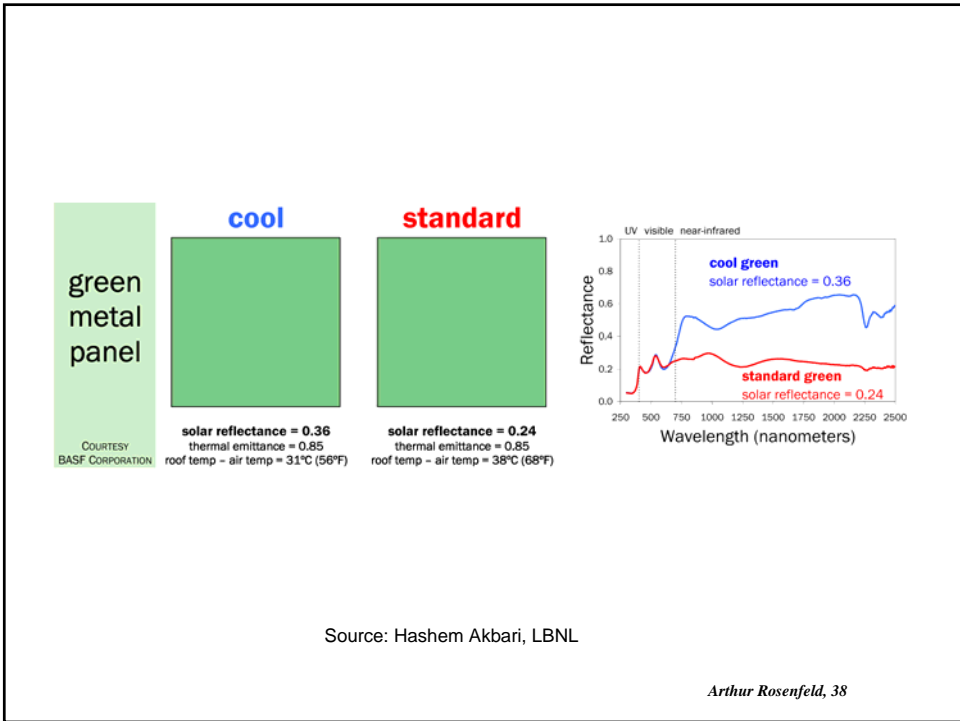 green
metal
panel
COURTESY
BASF CORPORATION
cool
solar reflectance = 0.36
thermal emittance = 0.85
roof temp – air temp = 31ºC (56ºF)
standard
solar reflectance = 0.24
thermal emittance = 0.85
roof temp – air temp = 38ºC (68ºF)
UV visible near-infrared
1.0
0.8
0.6
0.4
0.2
0.0
Reflectance
cool green
solar reflectance = 0.36
standard green
solar reflectance = 0.24
250 500 750 1000 1250 1500 1750 2000 2250 2500
Wavelength (nanometers)
Source: Hashem Akbari, LBNL
Arthur Rosenfeld, 38